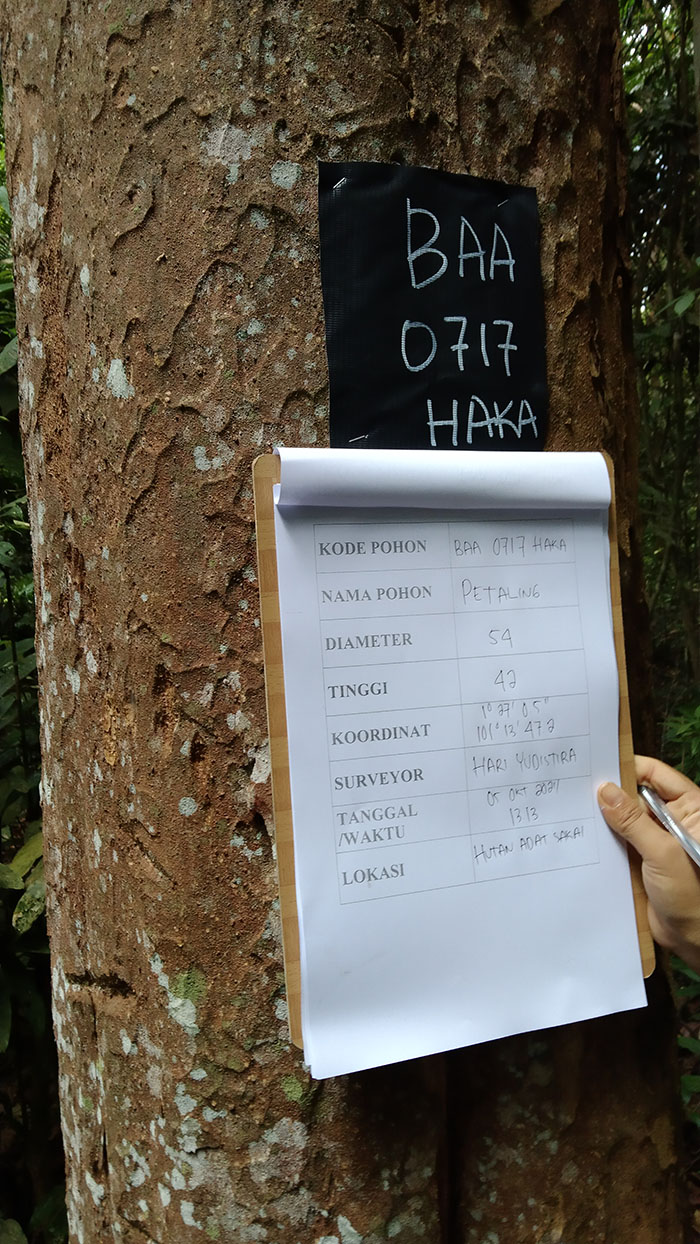 BAA
0717
HAKA
KODE POHON BAA 0717 HAKA
NAMA POHON PETALING
DIAMETER 54
TINGGI 42
KOORDINAT 1° 27' 0 5"
101° 13' 47 2
SURVEYOR HARI YUDISTIRA
TANGGAL 05 OKT 2024
/WAKTU 13 13
LOKASI HUTAN ADAT SAKAI